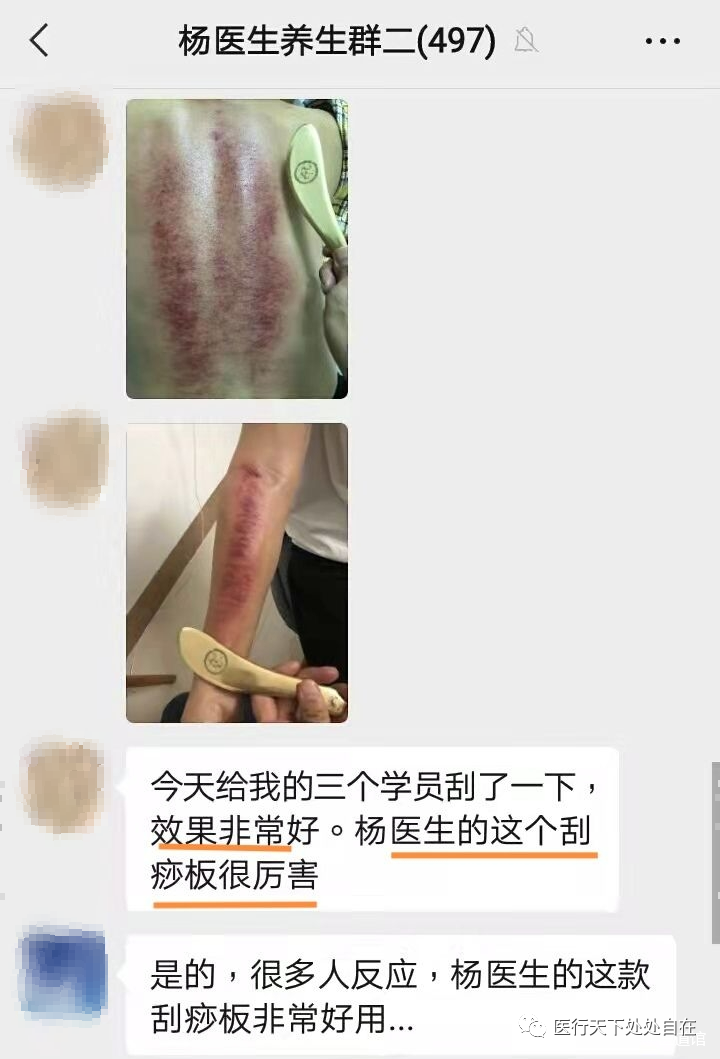 杨医生养生群二(497)
今天给我的三个学员刮了一下，
效果非常好。杨医生的这个刮
痧板很厉害
是的，很多人反应，杨医生的这款
刮痧板非常好用...
医行天下处处自在